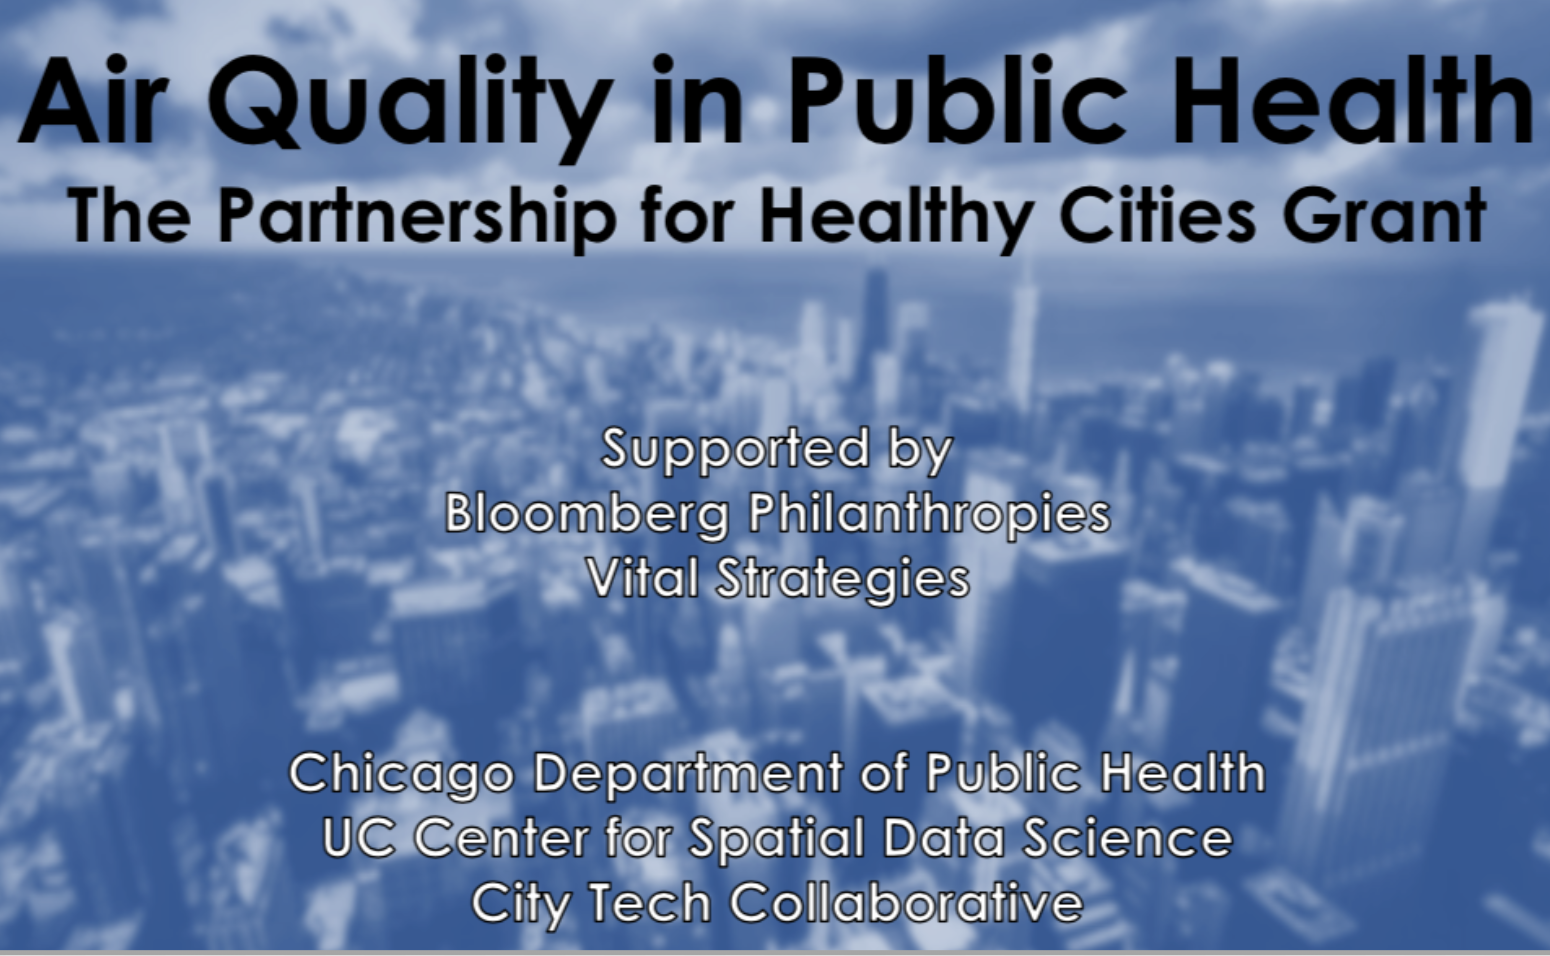 Air Quality in Public Health
The Partnership for Healthy Cities Grant
Supported by
Bloomberg Philanthropies
Vital Strategies
Chicago Department of Public Health
UC Center for Spatial Data Science
City Tech Collaborative